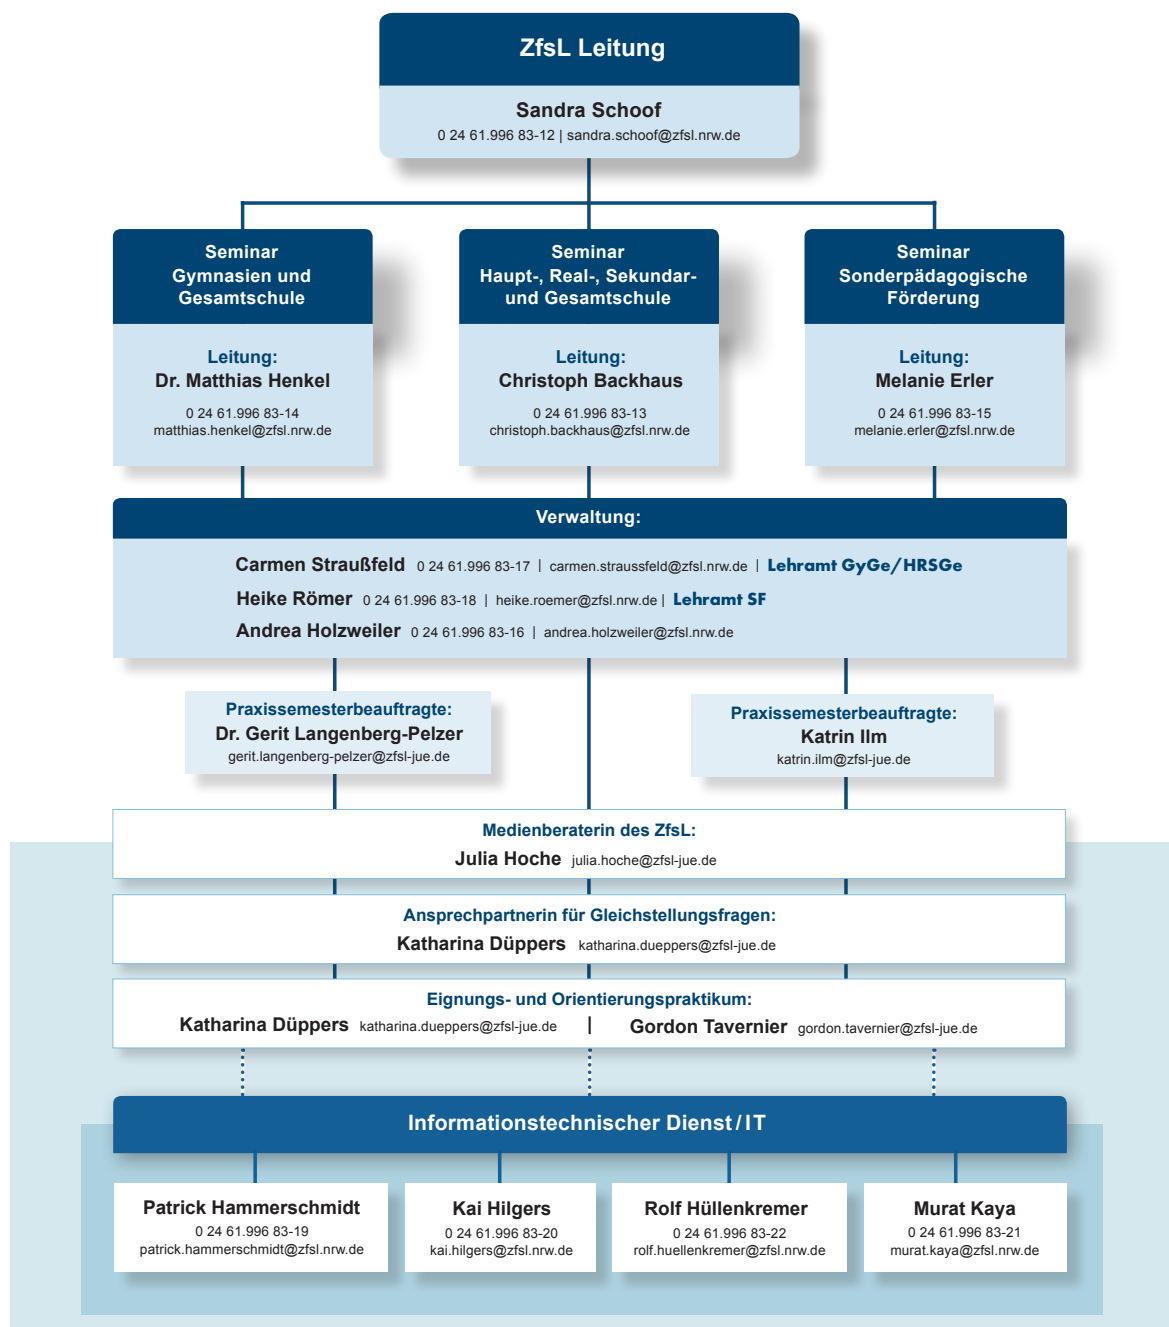 ZfsL Leitung
Sandra Schoof
0 24 61.996 83-12 | sandra.schoof@zfsl.nrw.de
Seminar
Gymnasien und
Gesamtschule
Leitung:
Dr. Matthias Henkel
0 24 61.996 83-14
matthias.henkel@zfsl.nrw.de
Seminar
Haupt-, Real-, Sekundar-
und Gesamtschule
Leitung:
Christoph Backhaus
0 24 61.996 83-13
christoph.backhaus@zfsl.nrw.de
Seminar
Sonderpädagogische
Förderung
Leitung:
Melanie Erler
0 24 61.996 83-15
melanie.erler@zfsl.nrw.de
Verwaltung:
Carmen Straußfeld 0 24 61.996 83-17 | carmen.straussfeld@zfsl.nrw.de | Lehramt GyGe/HRSGe
Heike Römer 0 24 61.996 83-18 | heike.roemer@zfsl.nrw.de | Lehramt SF
Andrea Holzweiler 0 24 61.996 83-16 | andrea.holzweiler@zfsl.nrw.de
Praxissemesterbeauftragte:
Dr. Gerit Langenberg-Pelzer
gerit.langenberg-pelzer@zfsl-jue.de
Praxissemesterbeauftragte:
Katrin Ilm
katrin.ilm@zfsl-jue.de
Medienberaterin des ZfsL:
Julia Hoche julia.hoche@zfsl-jue.de
Ansprechpartnerin für Gleichstellungsfragen:
Katharina Düppers katharina.dueppers@zfsl-jue.de
Eignungs- und Orientierungspraktikum:
Katharina Düppers katharina.dueppers@zfsl-jue.de | Gordon Tavernier gordon.tavernier@zfsl-jue.de
Informationstechnischer Dienst / IT
Patrick Hammerschmidt
0 24 61.996 83-19
patrick.hammerschmidt@zfsl.nrw.de
Kai Hilgers
0 24 61.996 83-20
kai.hilgers@zfsl.nrw.de
Rolf Hüllenkremer
0 24 61.996 83-22
rolf.huellenkremer@zfsl.nrw.de
Murat Kaya
0 24 61.996 83-21
murat.kaya@zfsl.nrw.de